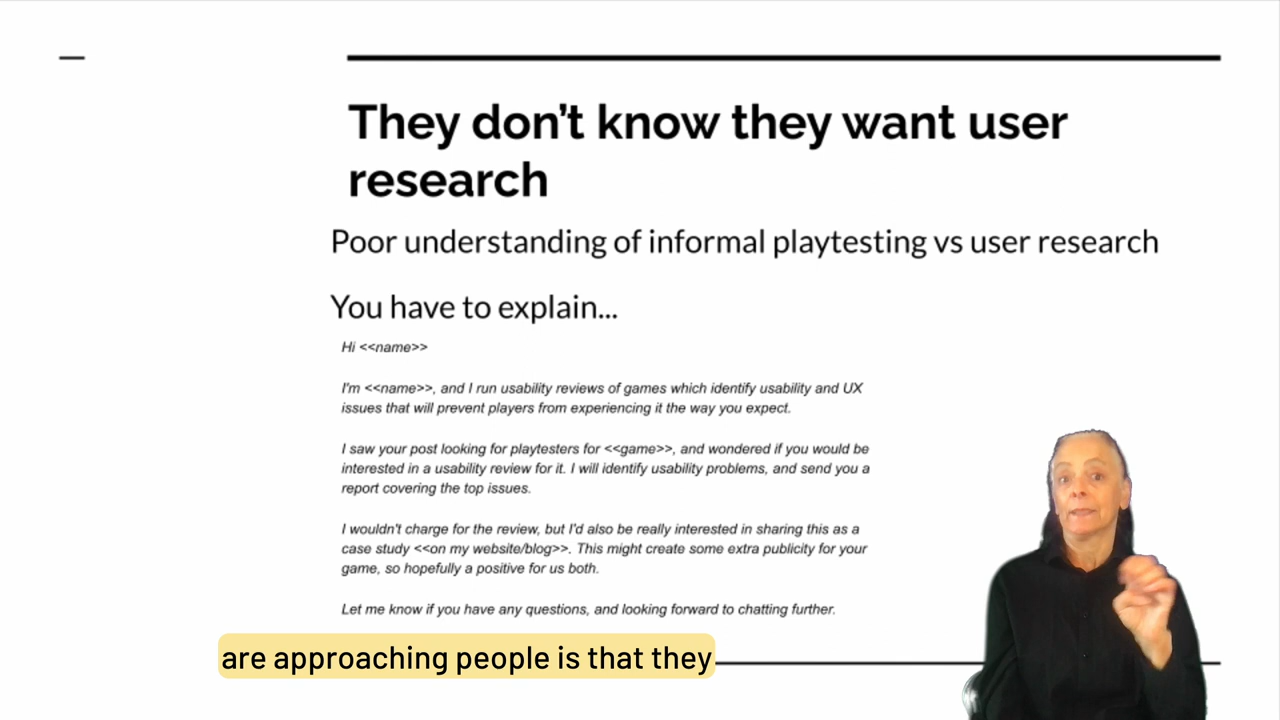 They don’t know they want user
research
Poor understanding of informal playtesting vs user research
You have to explain...
Hi <<name>>
I'm <<name>>, and I run usability reviews of games which identify usability and UX
issues that will prevent players from experiencing it the way you expect.
I saw your post looking for playtesters for <<game>>, and wondered if you would be
interested in a usability review for it. I will identify usability problems, and send you a
report covering the top issues.
I wouldn't charge for the review, but I'd also be really interested in sharing this as a
case study <<on my website/blog>>. This might create some extra publicity for your
game, so hopefully a positive for us both.
Let me know if you have any questions, and looking forward to chatting further.
are approaching people is that they